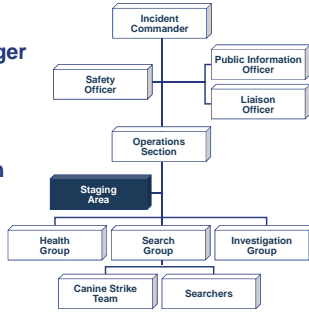 Incident
Commander
ger
Public Information
Officer
Safety
Officer
Liaison
Officer
Operations
Section
n
Staging
Area
Health
Group
Search
Group
Investigation
Group
Canine Strike
Team
Searchers